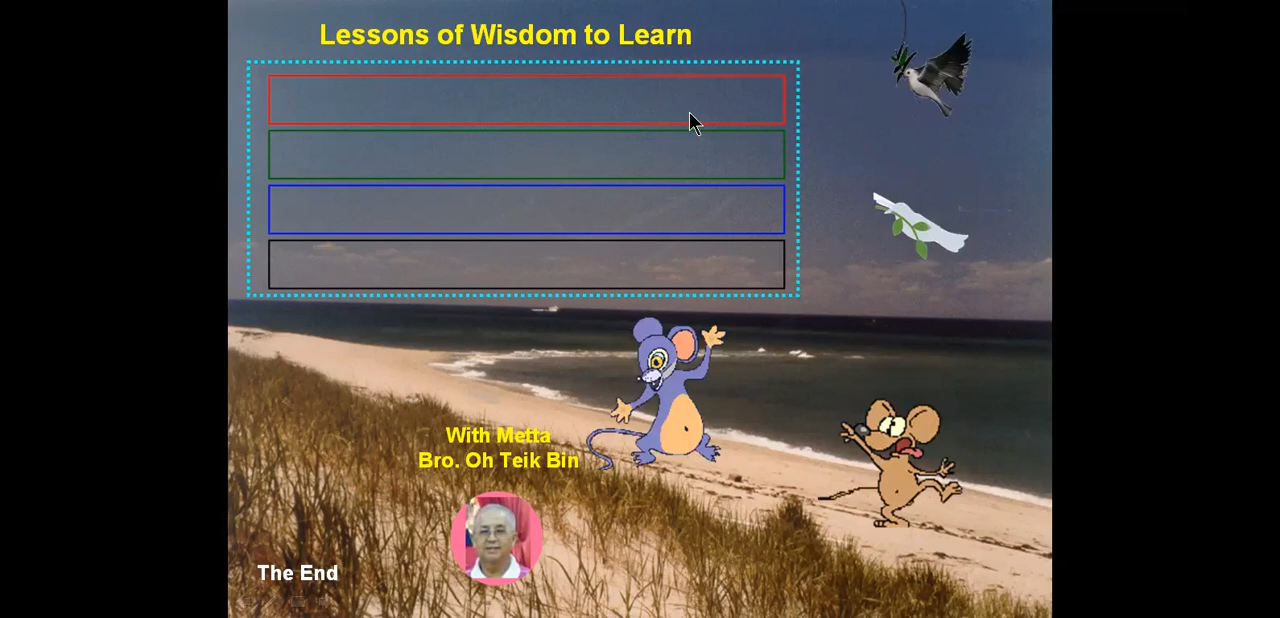 Lessons of Wisdom to Learn
With Metta
Bro. Oh Teik Bin
The End